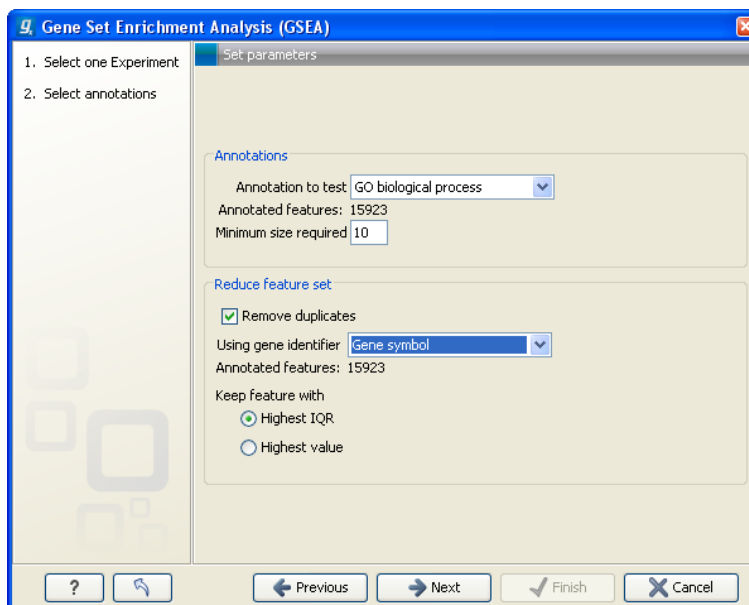 Gene Set Enrichment Analysis (GSEA)
1. Select one Experiment
2. Select annotations
Set parameters
Annotations
Annotation to test GO biological process
Annotated features: 15923
Minimum size required 10
Reduce feature set
Remove duplicates
Using gene identifier Gene symbol
Annotated features: 15923
Keep feature with
Highest IQR
Highest value
? Previous Next Finish Cancel